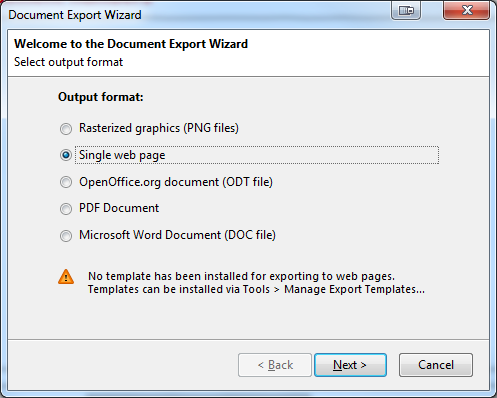 Document Export Wizard
Welcome to the Document Export Wizard
Select output format
Output format:
Rasterized graphics (PNG files)
Single web page
OpenOffice.org document (ODT file)
PDF Document
Microsoft Word Document (DOC file)
No template has been installed for exporting to web pages.
Templates can be installed via Tools > Manage Export Templates...
< Back Next > Cancel